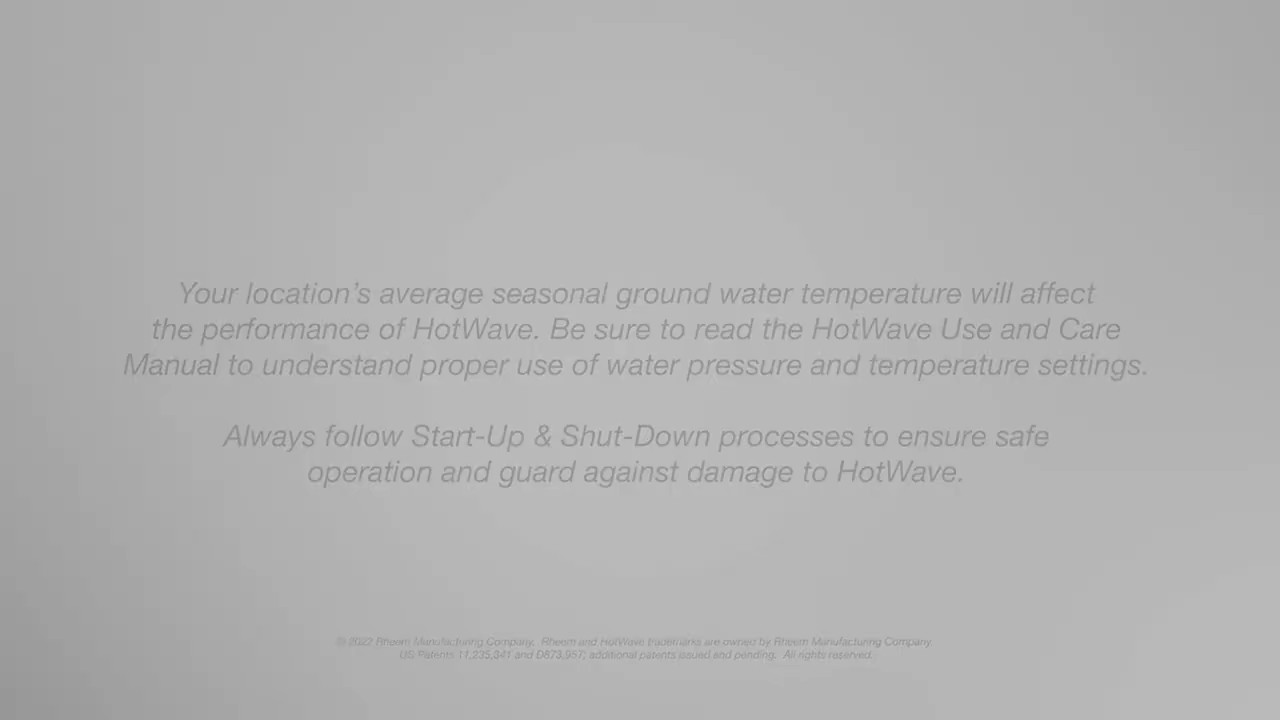 Your location's average seasonal ground water temperature will affect
the performance of HotWave. Be sure to read the HotWave Use and Care
Manual to understand proper use of water pressure and temperature settings.
Always follow Start-Up & Shut-Down processes to ensure safe
operation and guard against damage to HotWave.
© 2022 Rheem Manufacturing Company. Rheem and HotWave trademarks are owned by Rheem Manufacturing Company.
US Patents 11,235,341 and D873,957; additional patents issued and pending. All rights reserved.